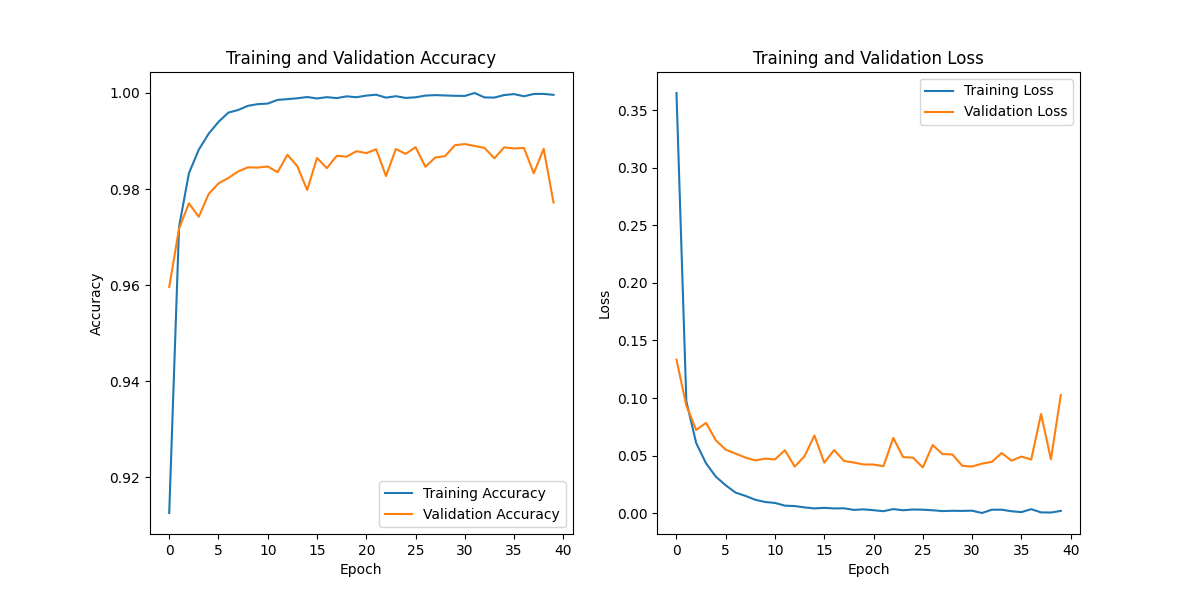 Training and Validation Accuracy
Accuracy
1.00
0.98
0.96
0.94
0.92
Training Accuracy
Validation Accuracy
0 5 10 15 20 25 30 35 40
Epoch
Training and Validation Loss
Loss
0.35
0.30
0.25
0.20
0.15
0.10
0.05
0.00
Training Loss
Validation Loss
0 5 10 15 20 25 30 35 40
Epoch